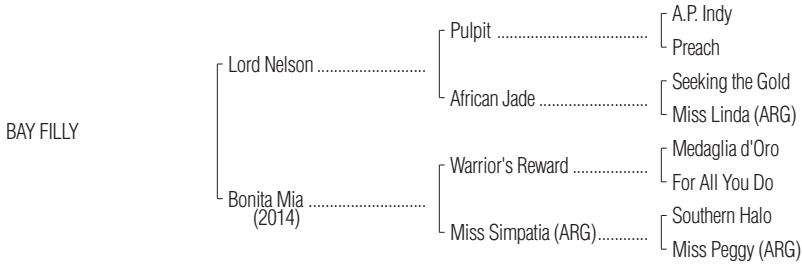 A.P. Indy
Pulpit ....................................
Preach
Lord Nelson ..........................
Seeking the Gold
African Jade ..........................
Miss Linda (ARG)
BAY FILLY
Medaglia d'Oro
Warrior's Reward ..................
For All You Do
Bonita Mia ............................
(2014)
Southern Halo
Miss Simpatia (ARG)............
Miss Peggy (ARG)